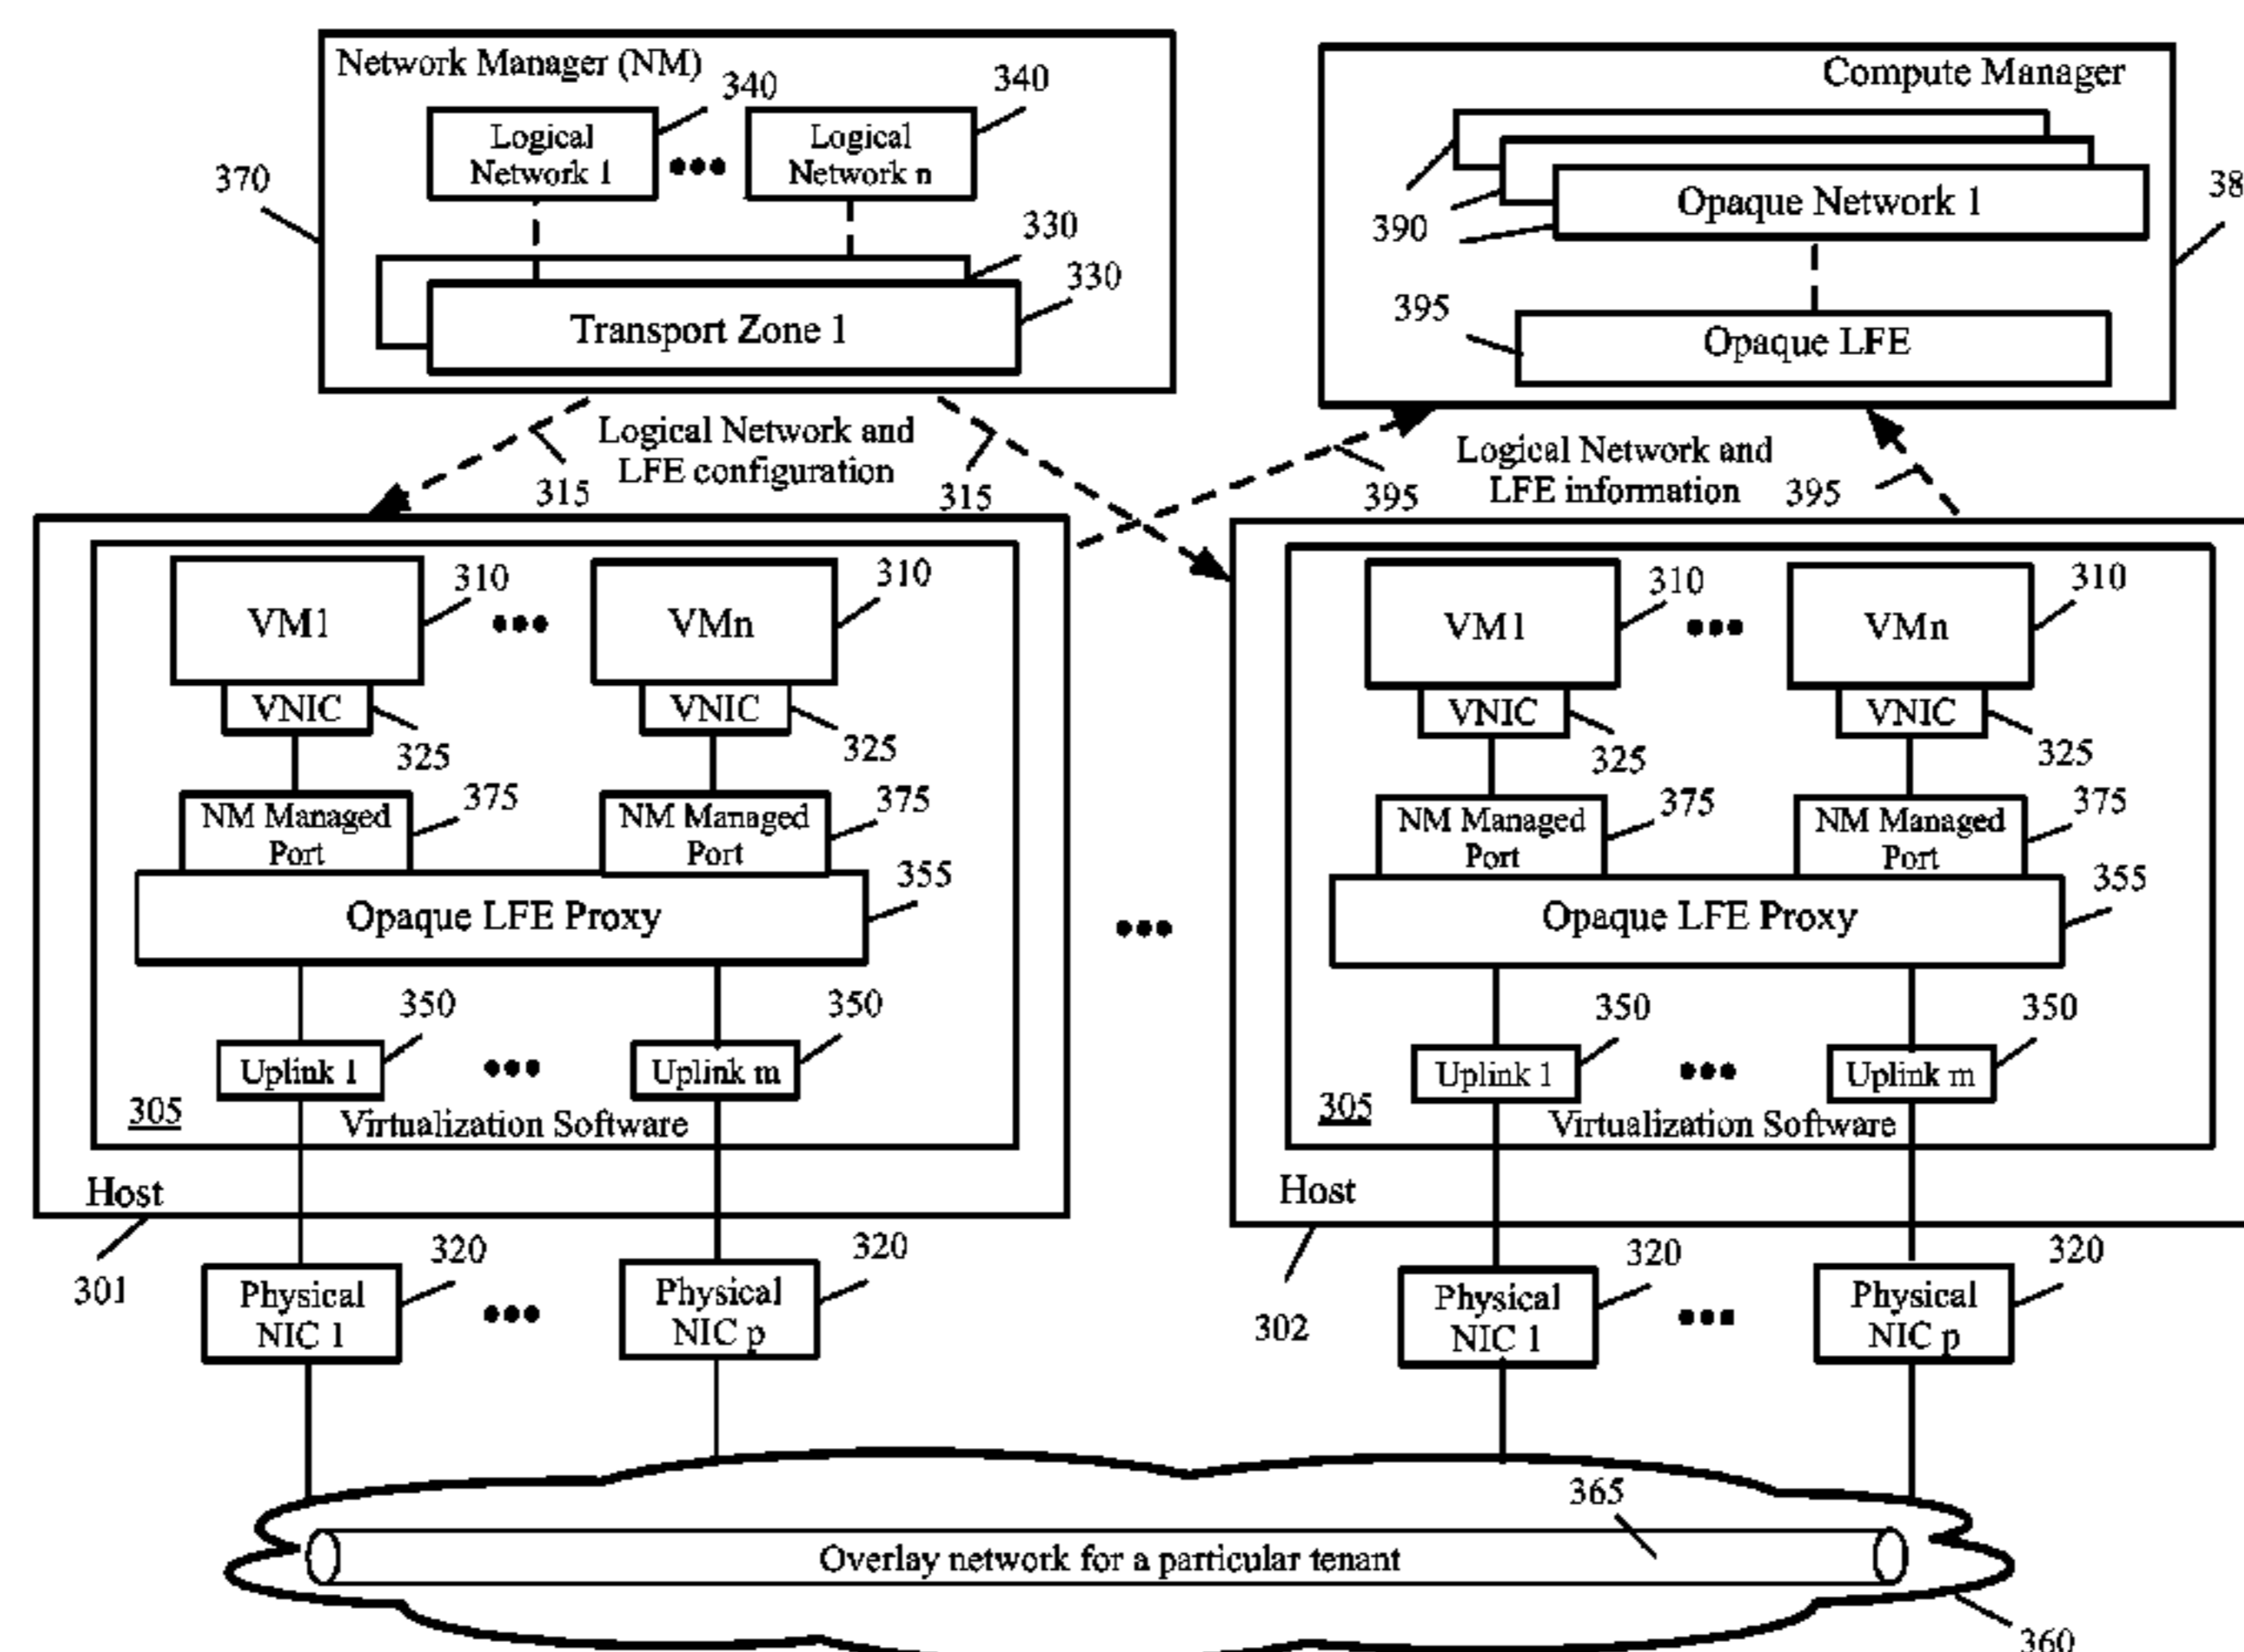 Network Manager (NM)
340
340
Logical
Network 1
Logical
Network n
370
330
330
Transport Zone 1
Compute Manager
Opaque Network 1
390
38
395
Opaque LFE
Logical Network and
LFE configuration
315
315
Logical Network and
LFE information
395
395
VM1
310
VMn
310
VNIC
325
VNIC
325
NM Managed
Port
375
NM Managed
Port
375
Opaque LFE Proxy
355
350
350
Uplink 1
Uplink m
305
Virtualization Software
Host
301
Physical
NIC 1
320
Physical
NIC p
320
VM1
310
VMn
310
VNIC
325
VNIC
325
NM Managed
Port
375
NM Managed
Port
375
Opaque LFE Proxy
355
350
350
Uplink 1
Uplink m
305
Virtualization Software
Host
302
Physical
NIC 1
320
Physical
NIC p
320
365
Overlay network for a particular tenant
360